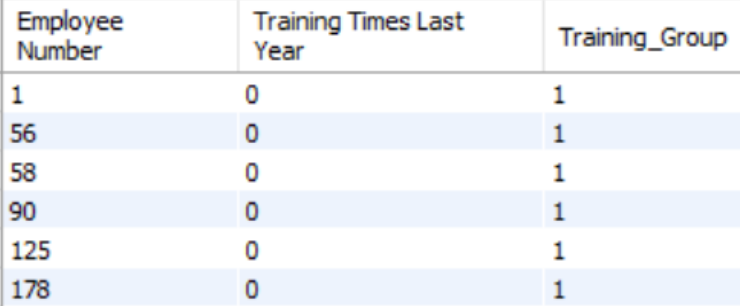 Employee Number Training Times Last Year Training_Group
1 0 1
56 0 1
58 0 1
90 0 1
125 0 1
178 0 1